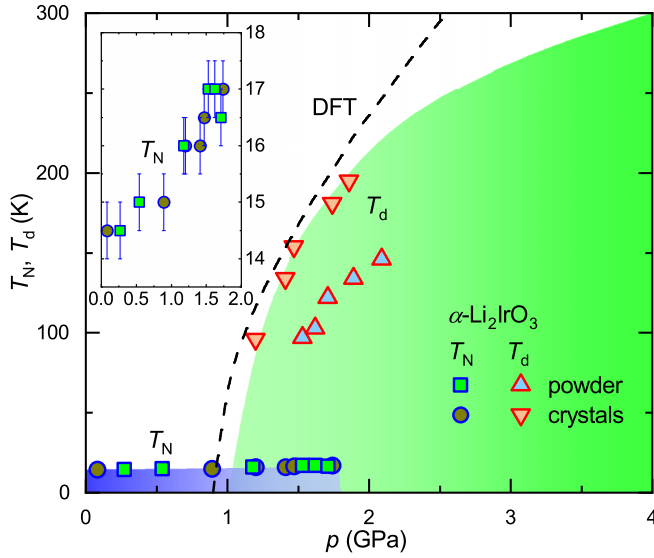 300
200
100
0
T_N, T_d (K)
18
17
16
15
14
0.0 0.5 1.0 1.5 2.0
T_N
DFT
T_d
α-Li₂IrO₃
T_N T_d
powder
crystals
T_N
0 1 2 3 4
p (GPa)